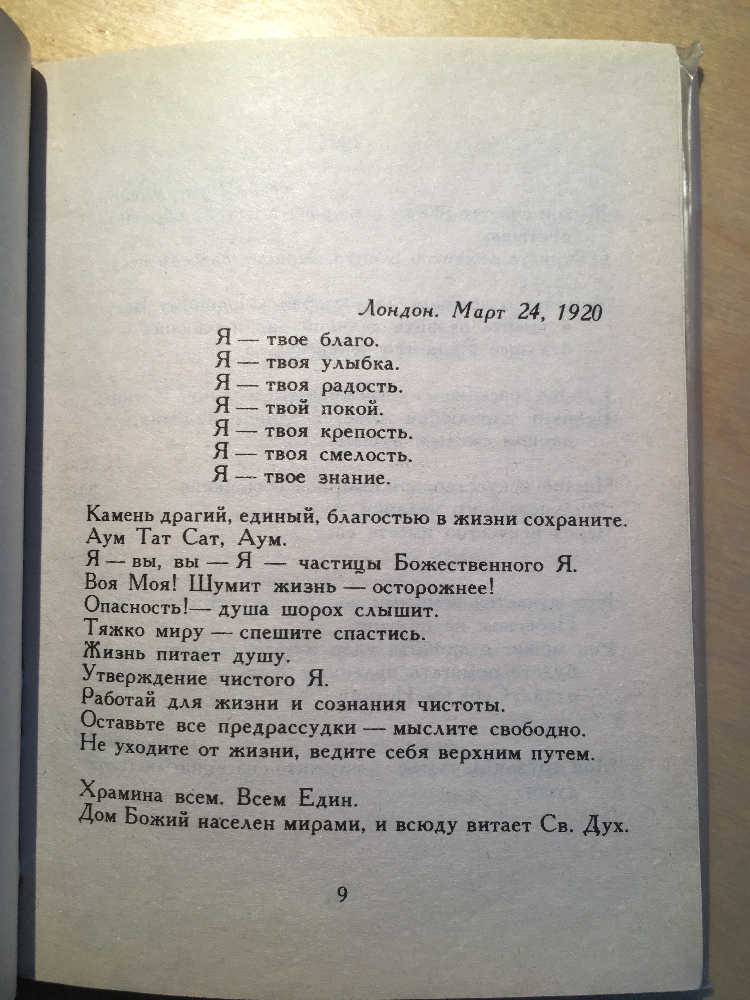 Лондон. Март 24, 1920
Я — твое благо.
Я — твоя улыбка.
Я — твоя радость.
Я — твой покой.
Я — твоя крепость.
Я — твоя смелость.
Я — твое знание.
Камень драгий, единый, благостью в жизни сохраните.
Аум Тат Сат, Аум.
Я — вы, вы — Я — частицы Божественного Я.
Воя Моя! Шумит жизнь — осторожнее!
Опасность!— душа шорох слышит.
Тяжко миру — спешите спастись.
Жизнь питает душу.
Утверждение чистого Я.
Работай для жизни и сознания чистоты.
Оставьте все предрассудки — мыслите свободно.
Не уходите от жизни, ведите себя верхним путем.
Храмина всем. Всем Един.
Дом Божий населен мирами, и всюду витает Св. Дух.
9